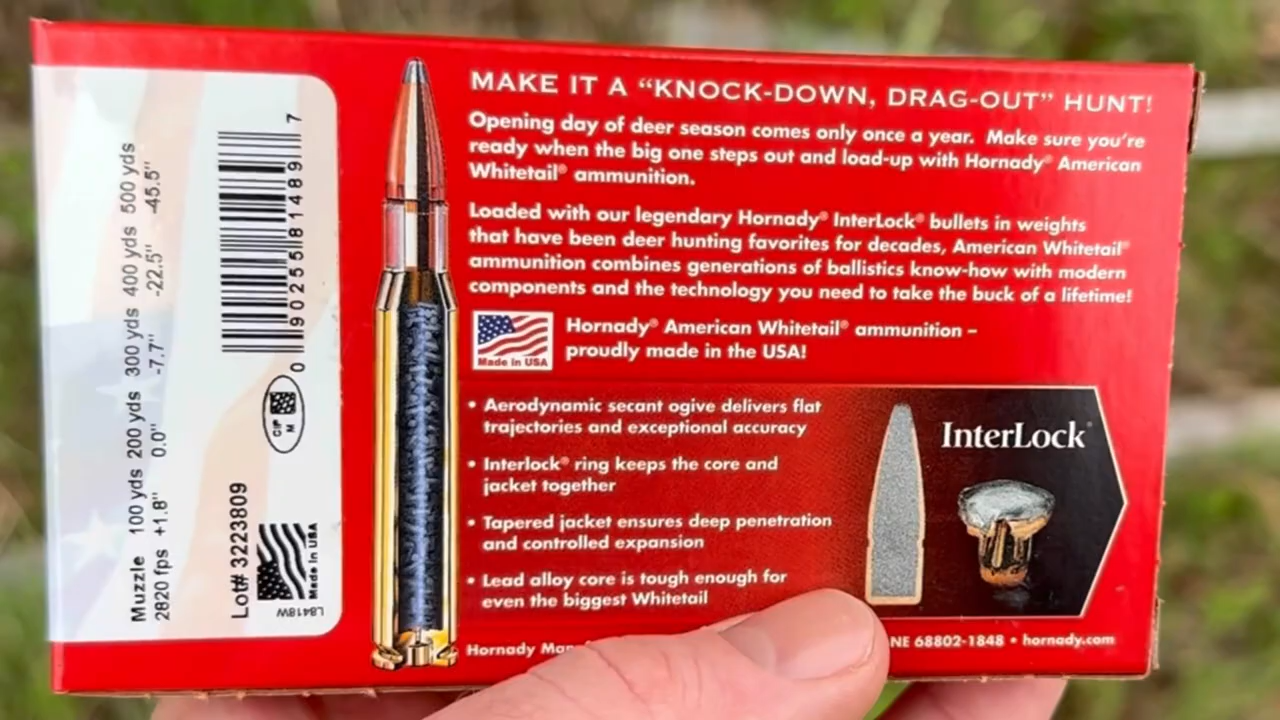 Muzzle 100 yds 200 yds 300 yds 400 yds 500 yds
2820 fps +1.8" 0.0" -7.7" -22.5" -45.5"
0 90255 81489 7
CIP
M
Lot# 3223809
Made in USA
L8418W
MAKE IT A “KNOCK-DOWN, DRAG-OUT” HUNT!
Opening day of deer season comes only once a year. Make sure you’re
ready when the big one steps out and load-up with Hornady® American
Whitetail® ammunition.
Loaded with our legendary Hornady® InterLock® bullets in weights
that have been deer hunting favorites for decades, American Whitetail®
ammunition combines generations of ballistics know-how with modern
components and the technology you need to take the buck of a lifetime!
Made in USA
Hornady® American Whitetail® ammunition –
proudly made in the USA!
• Aerodynamic secant ogive delivers flat
trajectories and exceptional accuracy
• Interlock® ring keeps the core and
jacket together
• Tapered jacket ensures deep penetration
and controlled expansion
• Lead alloy core is tough enough for
even the biggest Whitetail
InterLock®
Hornady NE 68802-1848 • hornady.com